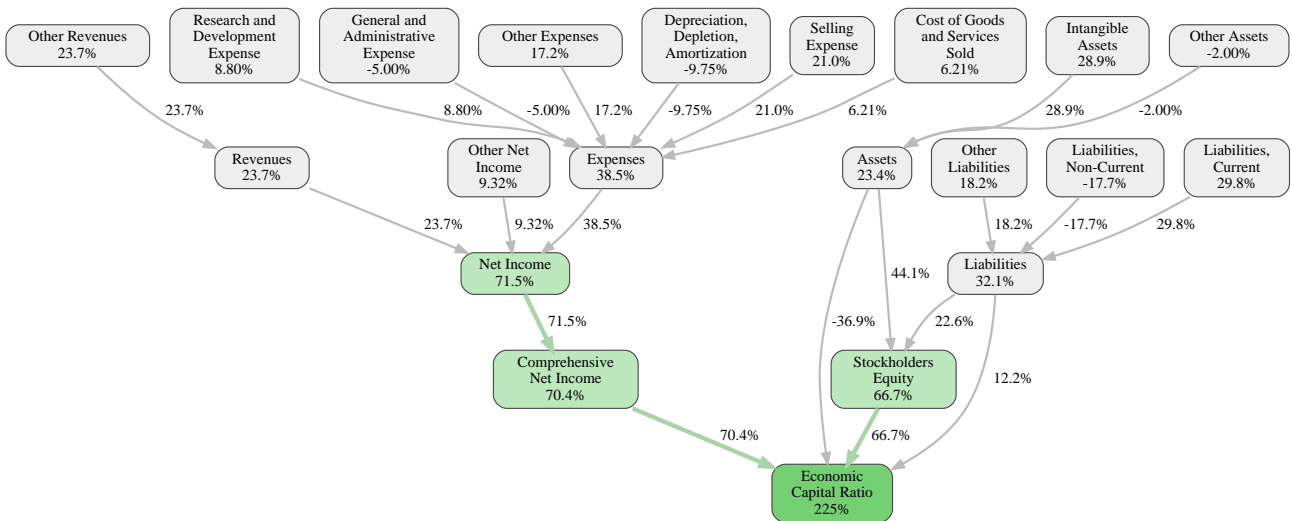 Other Revenues
23.7%
Research and
Development
Expense
8.80%
General and
Administrative
Expense
-5.00%
Other Expenses
17.2%
Depreciation,
Depletion,
Amortization
-9.75%
Selling
Expense
21.0%
Cost of Goods
and Services
Sold
6.21%
Intangible
Assets
28.9%
Other Assets
-2.00%
23.7%
8.80%
-5.00%
17.2%
-9.75%
21.0%
6.21%
28.9%
-2.00%
Revenues
23.7%
Other Net
Income
9.32%
Expenses
38.5%
Assets
23.4%
Other
Liabilities
18.2%
Liabilities,
Non-Current
-17.7%
Liabilities,
Current
29.8%
23.7%
9.32%
38.5%
18.2%
-17.7%
29.8%
Net Income
71.5%
Liabilities
32.1%
44.1%
71.5%
-36.9%
22.6%
Comprehensive
Net Income
70.4%
Stockholders
Equity
66.7%
12.2%
70.4%
66.7%
Economic
Capital Ratio
225%